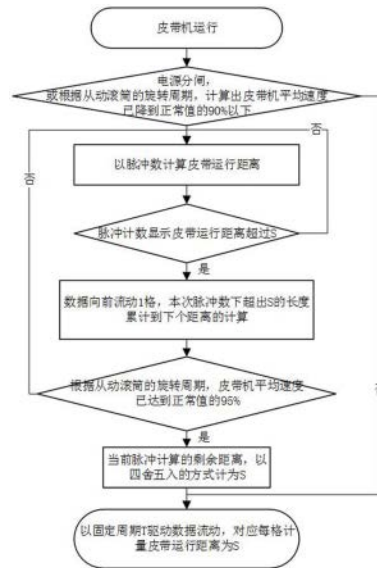 皮带机运行
电源分闸，
或根据从动滚筒的旋转周期，计算出皮带机平均速度
已降到正常值的90%以下
否
否
以脉冲数计算皮带运行距离
脉冲计数显示皮带运行距离超过S
是
数据向前流动1格，本次脉冲数下超出S的长度
累计到下个距离的计算
根据从动滚筒的旋转周期，皮带机平均速度
已达到正常值的95%
是
当前脉冲计算的剩余距离，以
四舍五入的方式计为S
以固定周期T驱动数据流动，对应每格计
量皮带运行距离为S